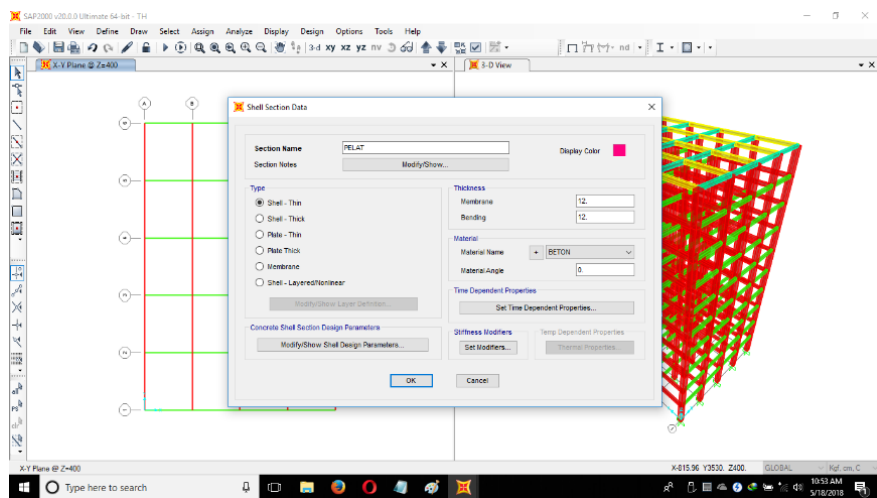 SAP2000 v20.0.0 Ultimate 64-bit - TH
File Edit View Define Draw Select Assign Analyze Display Design Options Tools Help
3-d xy xz yz nv
nd
X-Y Plane @ Z=400
3-D View
A B
Shell Section Data
Section Name PELAT
Display Color
Section Notes Modify/Show...
Type
Shell - Thin
Shell - Thick
Plate - Thin
Plate Thick
Membrane
Shell - Layered/Nonlinear
Modify/Show Layer Definition...
Concrete Shell Section Design Parameters
Modify/Show Shell Design Parameters...
Thickness
Membrane 12.
Bending 12.
Material
Material Name + BETON
Material Angle 0.
Time Dependent Properties
Set Time Dependent Properties...
Stiffness Modifiers
Set Modifiers...
Temp Dependent Properties
Thermal Properties...
OK Cancel
X-Y Plane @ Z=400
X-815.96 Y3530. Z400. GLOBAL Kgf, cm, C
Type here to search
10:53 AM
5/18/2018